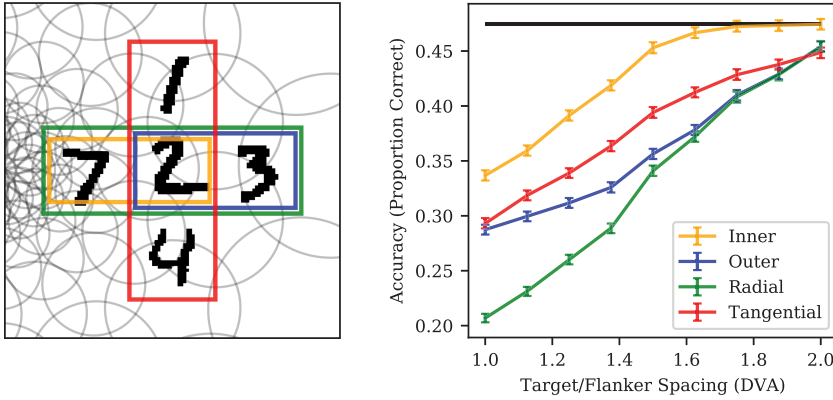 1
7 2 3
4
Accuracy (Proportion Correct)
0.45
0.40
0.35
0.30
0.25
0.20
Inner
Outer
Radial
Tangential
1.0 1.2 1.4 1.6 1.8 2.0
Target/Flanker Spacing (DVA)